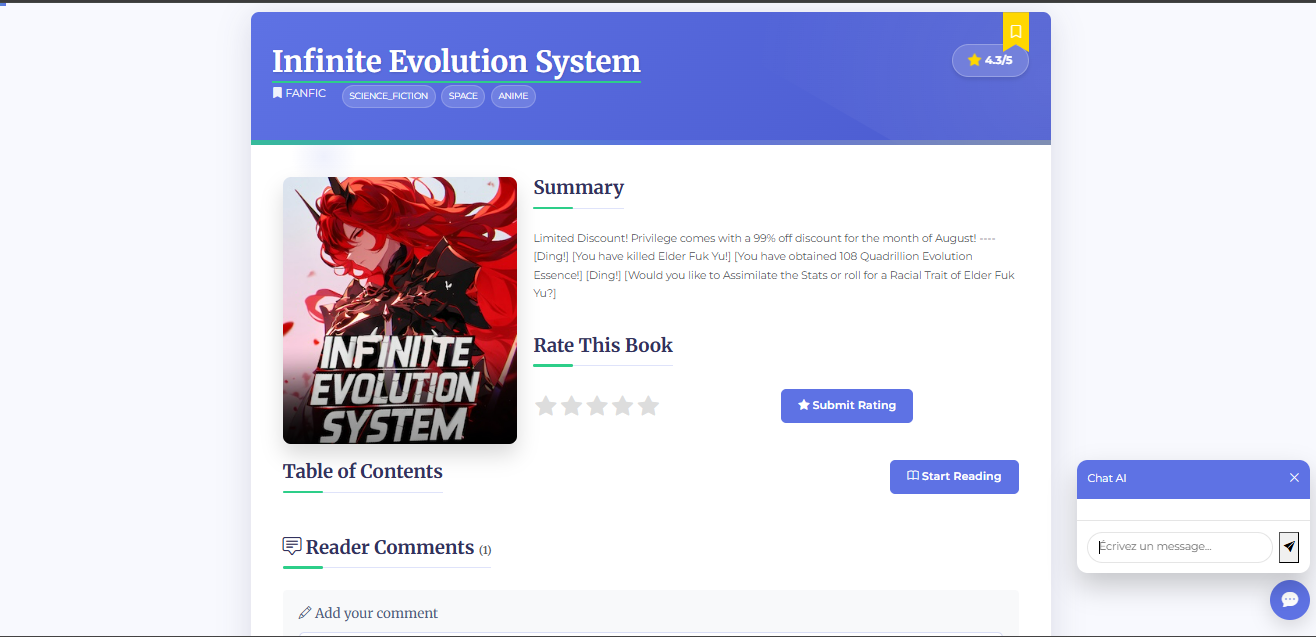 Infinite Evolution System
4.3/5
FANFIC
SCIENCE_FICTION
SPACE
ANIME
INFINITE
EVOLUTION
SYSTEM
Summary
Limited Discount! Privilege comes with a 99% off discount for the month of August! ----
[Ding!] [You have killed Elder Fuk Yu!] [You have obtained 108 Quadrillion Evolution
Essence!] [Ding!] [Would you like to Assimilate the Stats or roll for a Racial Trait of Elder Fuk
Yu?]
Rate This Book
Submit Rating
Table of Contents
Start Reading
Reader Comments (1)
Add your comment
Chat AI
Écrivez un message...